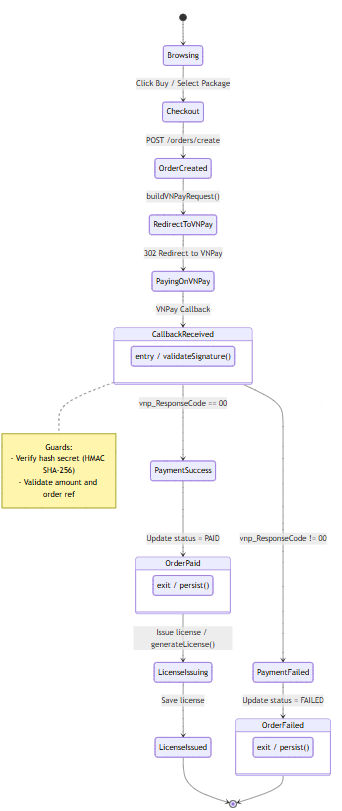 Browsing
Click Buy / Select Package
Checkout
POST /orders/create
OrderCreated
buildVNPayRequest()
RedirectToVNPay
302 Redirect to VNPay
PayingOnVNPay
VNPay Callback
CallbackReceived
entry / validateSignature()
vnp_ResponseCode == 00
Guards:
- Verify hash secret (HMAC
SHA-256)
- Validate amount and
order ref
PaymentSuccess
Update status = PAID
vnp_ResponseCode != 00
OrderPaid
exit / persist()
Issue license /
generateLicense()
LicenseIssuing
PaymentFailed
Save license
Update status = FAILED
OrderFailed
LicenseIssued
exit / persist()